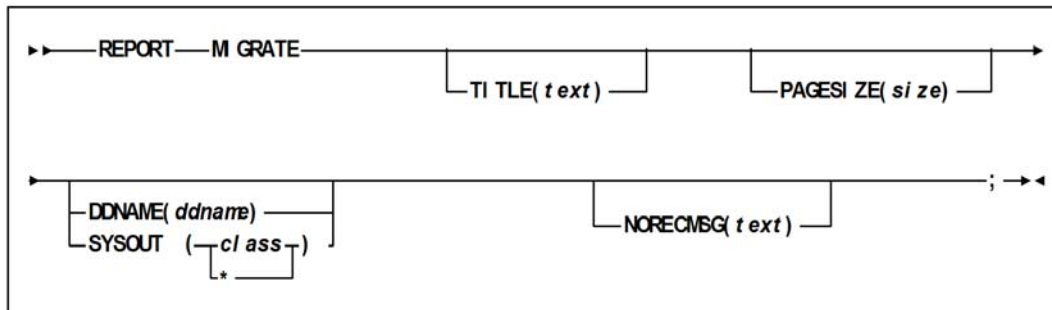 REPORT MIGRATE
TITLE(text) PAGESIZE(size)
;
DDNAME(ddname)
SYSOUT (class)
NORECMSG(text)
*